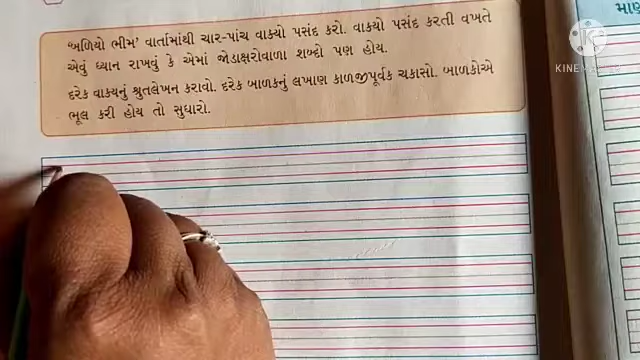 'અળિયો ભીમ' વાર્તામાંથી ચાર-પાંચ વાક્યો પસંદ કરો. વાક્યો પસંદ કરતી વખતે
એવું ધ્યાન રાખવું કે એમાં જોડાક્ષરોવાળા શબ્દો પણ હોય.
દરેક વાક્યનું શ્રુતલેખન કરાવો. દરેક બાળકનું લખાણ કાળજીપૂર્વક ચકાસો. બાળકોએ
ભૂલ કરી હોય તો સુધારો.